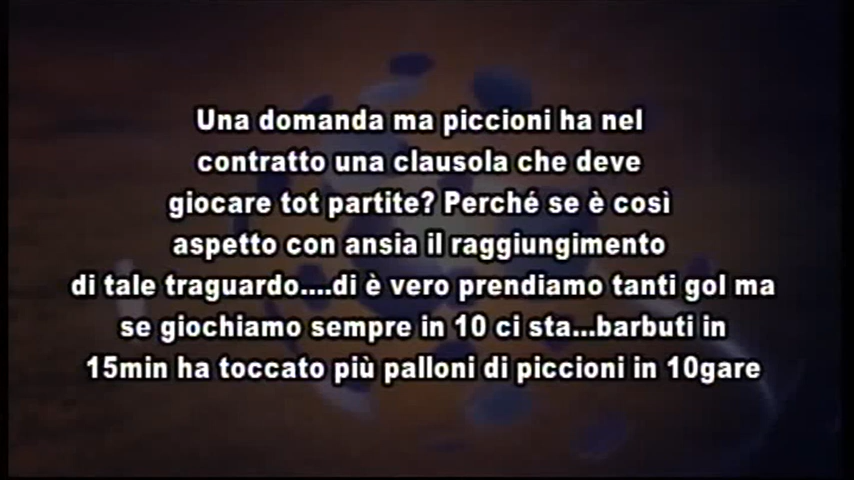 Una domanda ma piccioni ha nel
contratto una clausola che deve
giocare tot partite? Perché se è così
aspetto con ansia il raggiungimento
di tale traguardo....di è vero prendiamo tanti gol ma
se giochiamo sempre in 10 ci sta...barbuti in
15min ha toccato più palloni di piccioni in 10gare